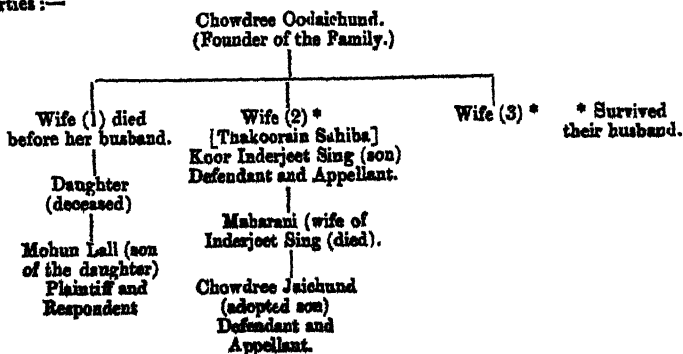 rties :—
Chowdree Oodaichund.
(Founder of the Family.)
Wife (1) died
before her busband.
Daughter
(deceased)
Mohun Lall (son
of the daughter)
Plaintiff and
Respondent
Wife (2) *
[Thakoorain Sahiba]
Koor Inderjeet Sing (son)
Defendant and Appellant.
Maharani (wife of
Inderjeet Sing (died).
Chowdree Jaichund
(adopted son)
Defendant and
Appellant.
Wife (3) *
* Survived
their husband.